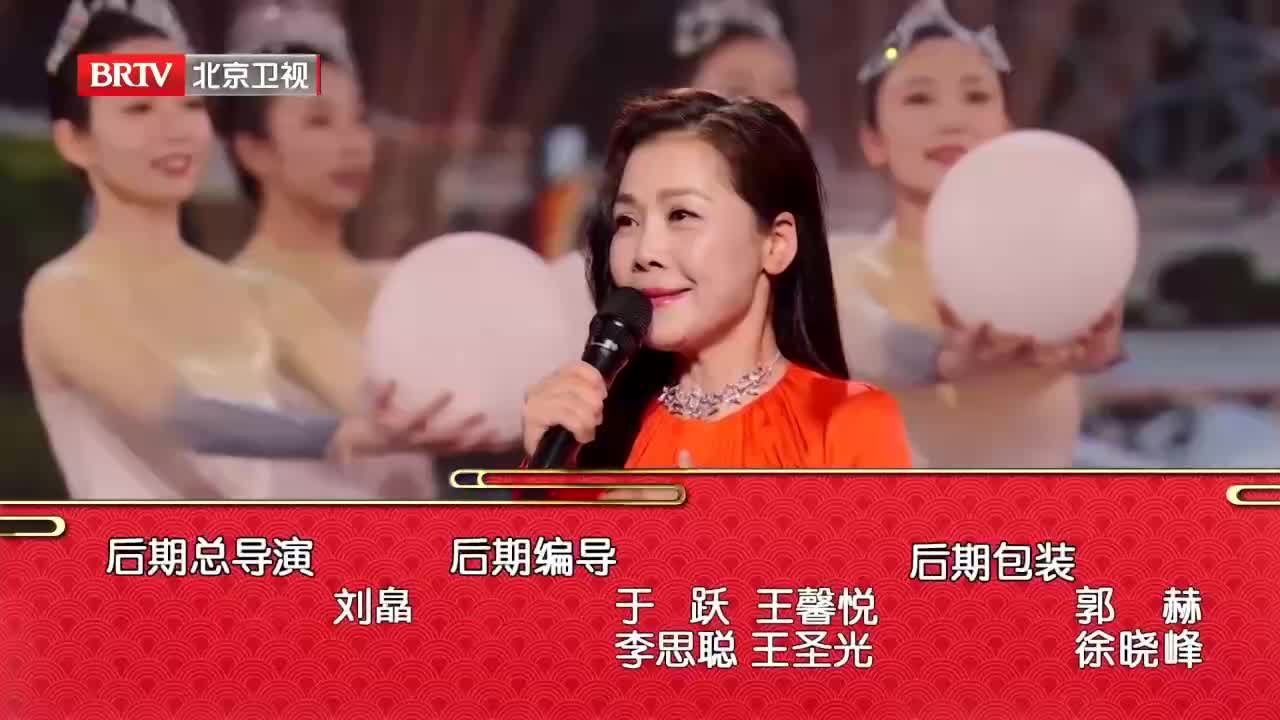 BRTV 北京卫视
后期总导演 后期编导 后期包装
刘皛 于 跃 王馨悦 郭 赫
李思聪 王圣光 徐晓峰